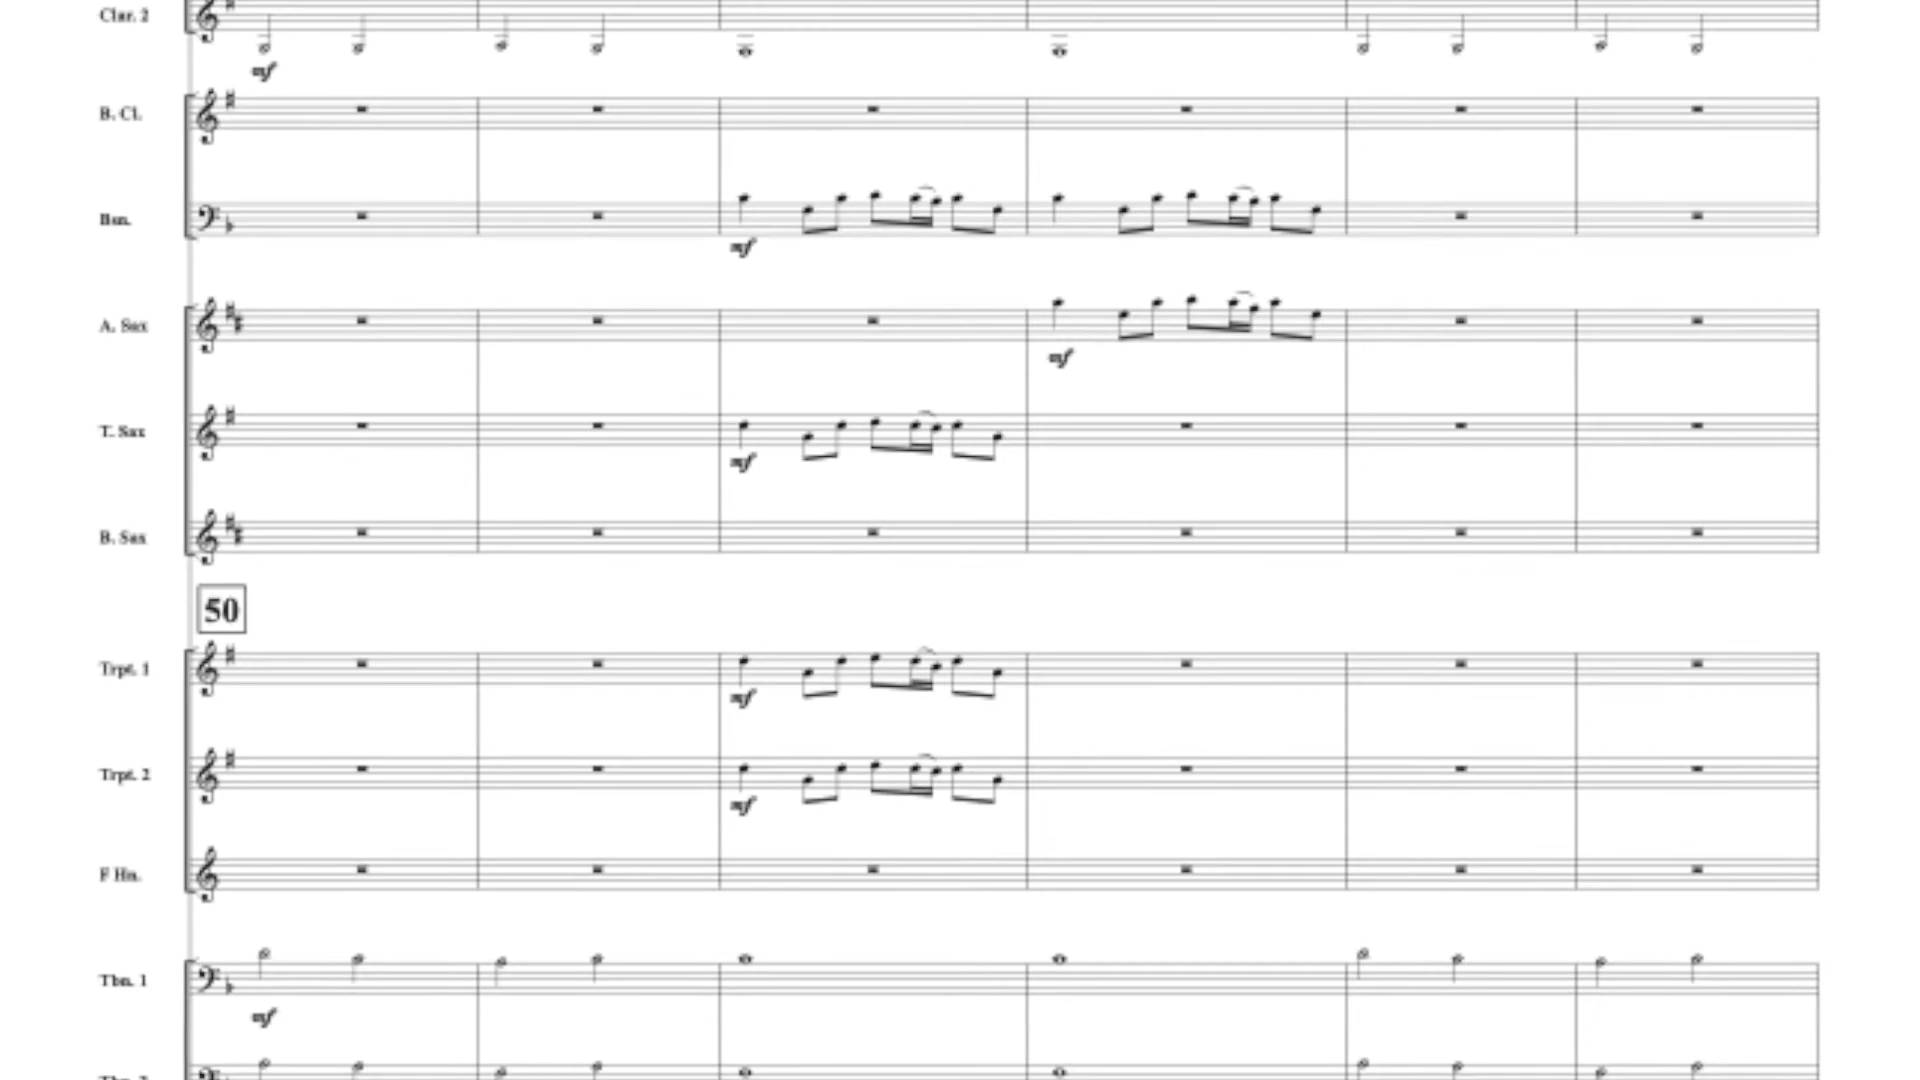 Clar. 2
mf
B. Cl.
Bsn.
mf
A. Sax
mf
T. Sax
mf
B. Sax
50
Trpt. 1
mf
Trpt. 2
mf
F Hn.
Tbn. 1
mf